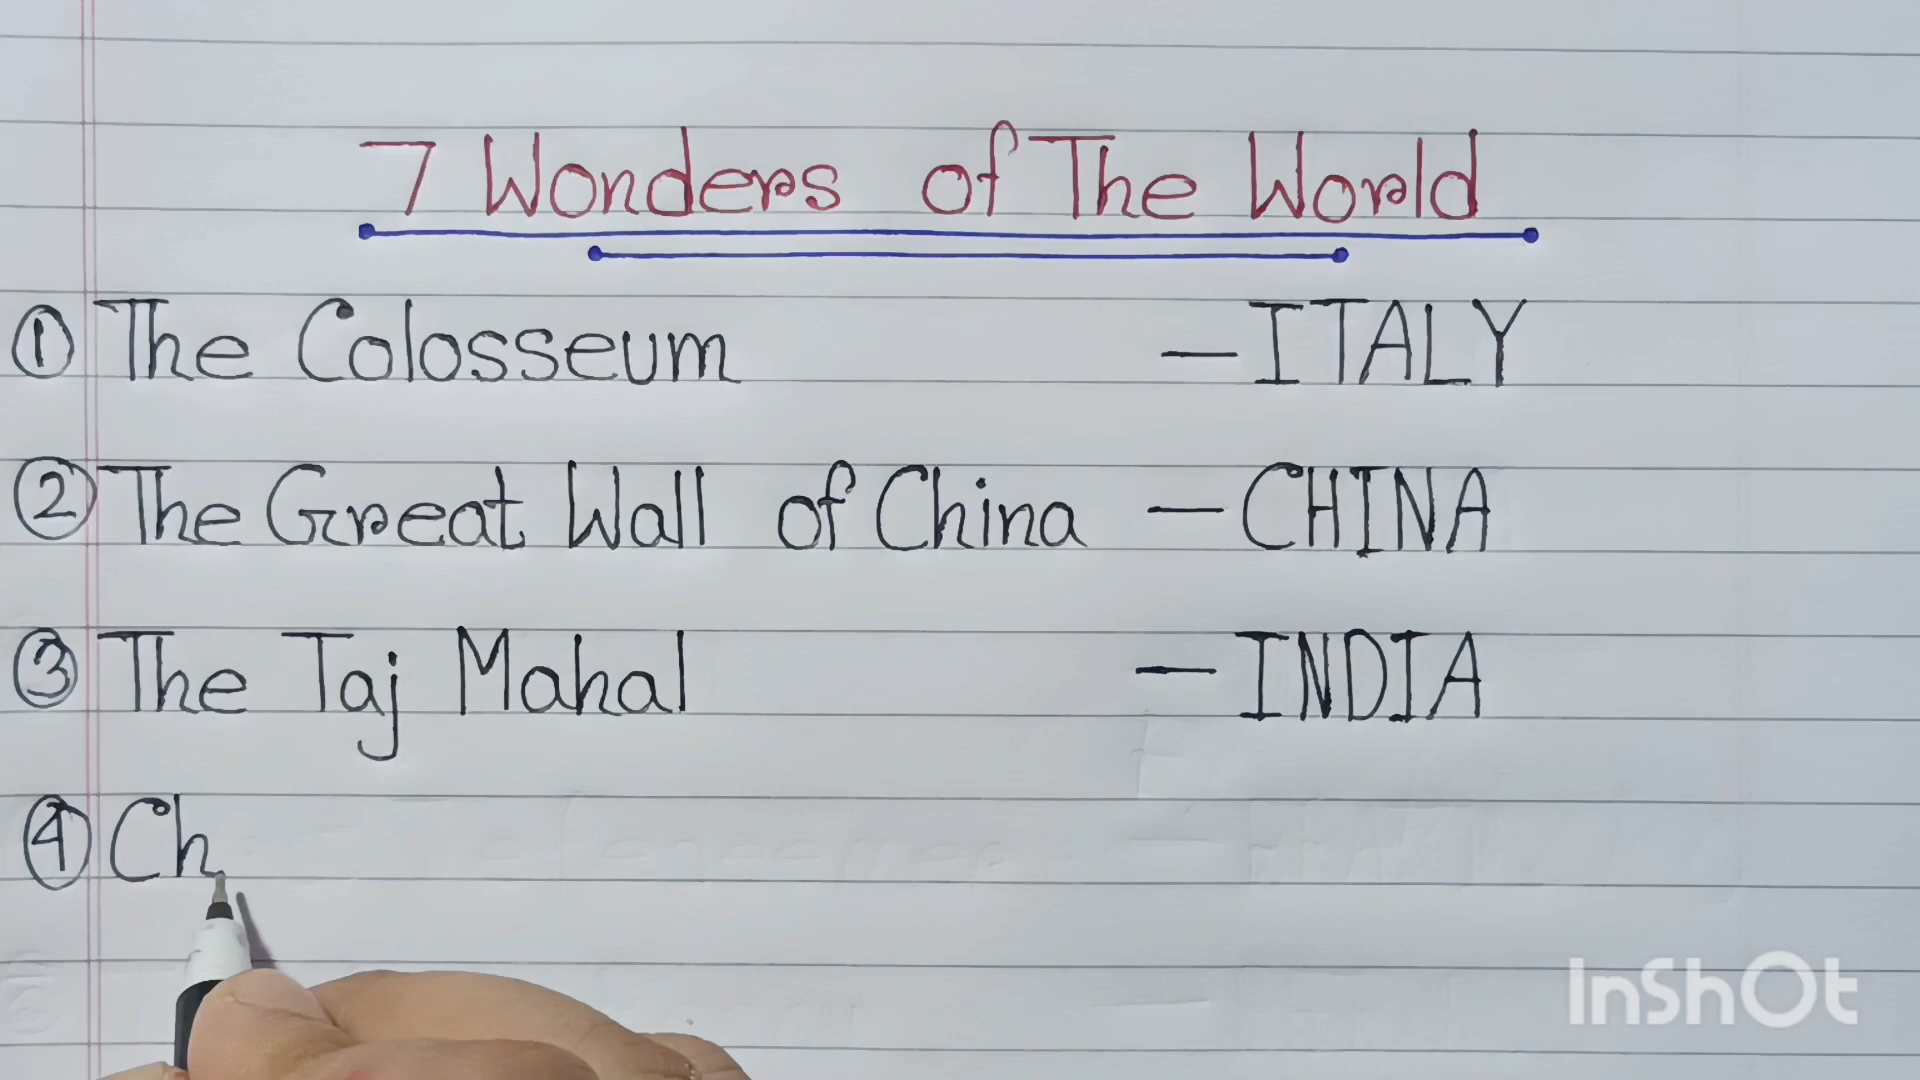 7 Wonders of The World
① The Colosseum — ITALY
② The Great Wall of China — CHINA
③ The Taj Mahal — INDIA
④ Ch
InShOt